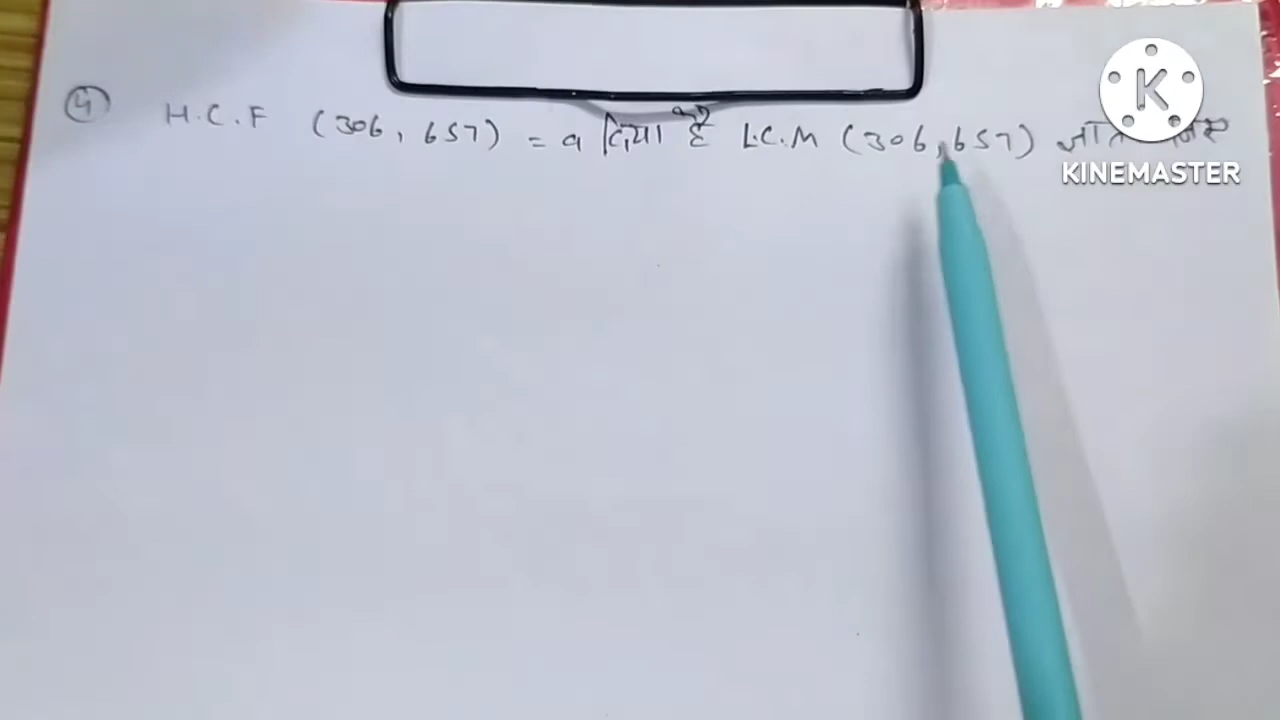 ④ H.C.F (306, 657) = 9 दिया है L.C.M (306, 657) ज्ञात
KINEMASTER